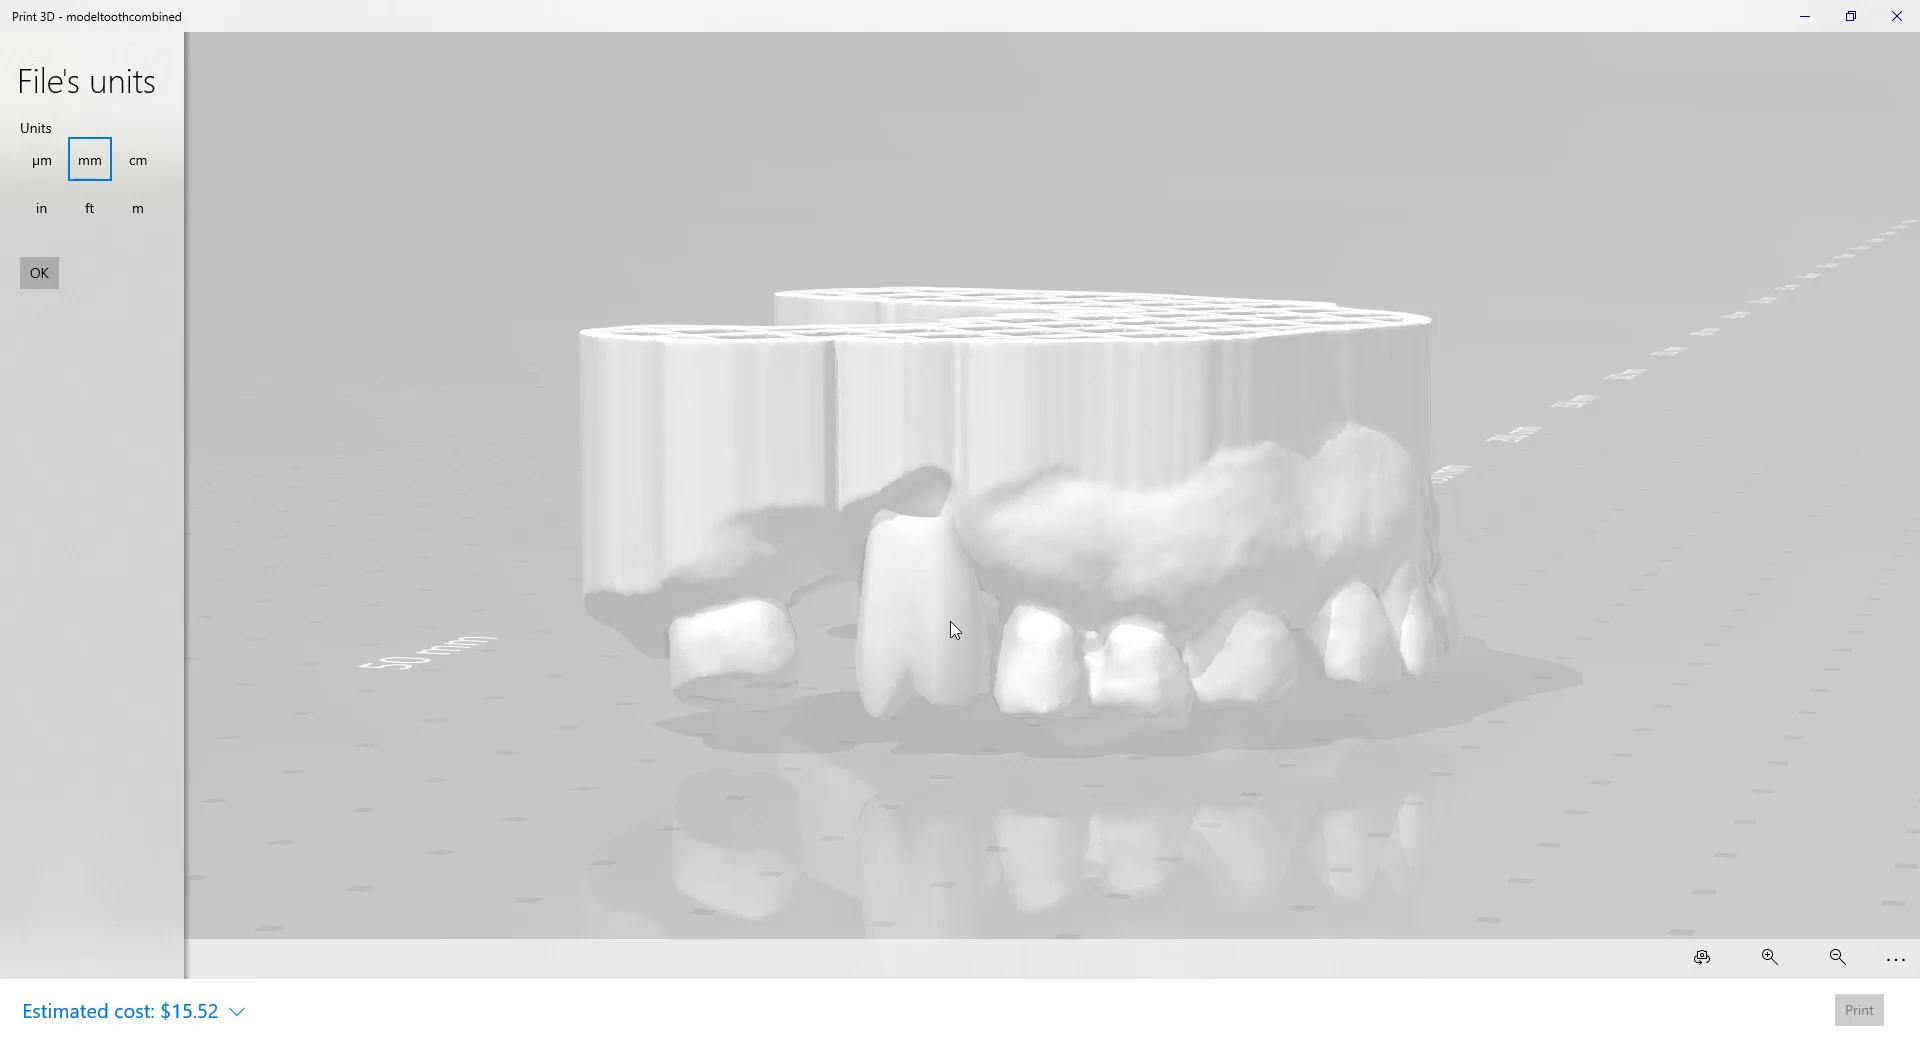 Print 3D - modeltoothcombined
File's units
Units
µm mm cm
in ft m
OK
50 mm
Estimated cost: $15.52
Print